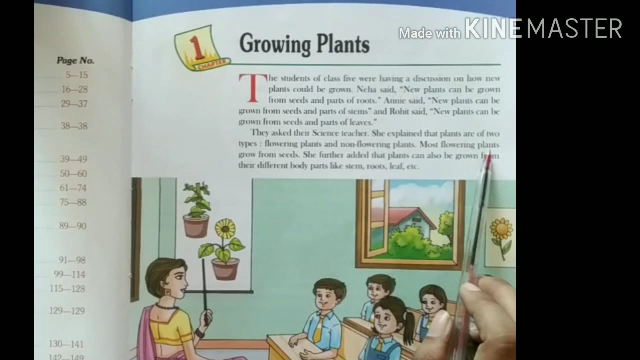 Made with KINEMASTER
Page No.
5—15
16—28
29—37
38—38
39—49
50—60
61—74
75—88
89—90
91—98
99—114
115—128
129—129
130—141
142—149
1
CHAPTER
Growing Plants
The students of class five were having a discussion on how new
plants could be grown. Neha said, “New plants can be grown
from seeds and parts of roots.” Annie said, “New plants can be
grown from seeds and parts of stems” and Rohit said, “New plants can be
grown from seeds and parts of leaves.”
They asked their Science teacher. She explained that plants are of two
types : flowering plants and non-flowering plants. Most flowering plants
grow from seeds. She further added that plants can also be grown from
their different body parts like stem, roots, leaf, etc.